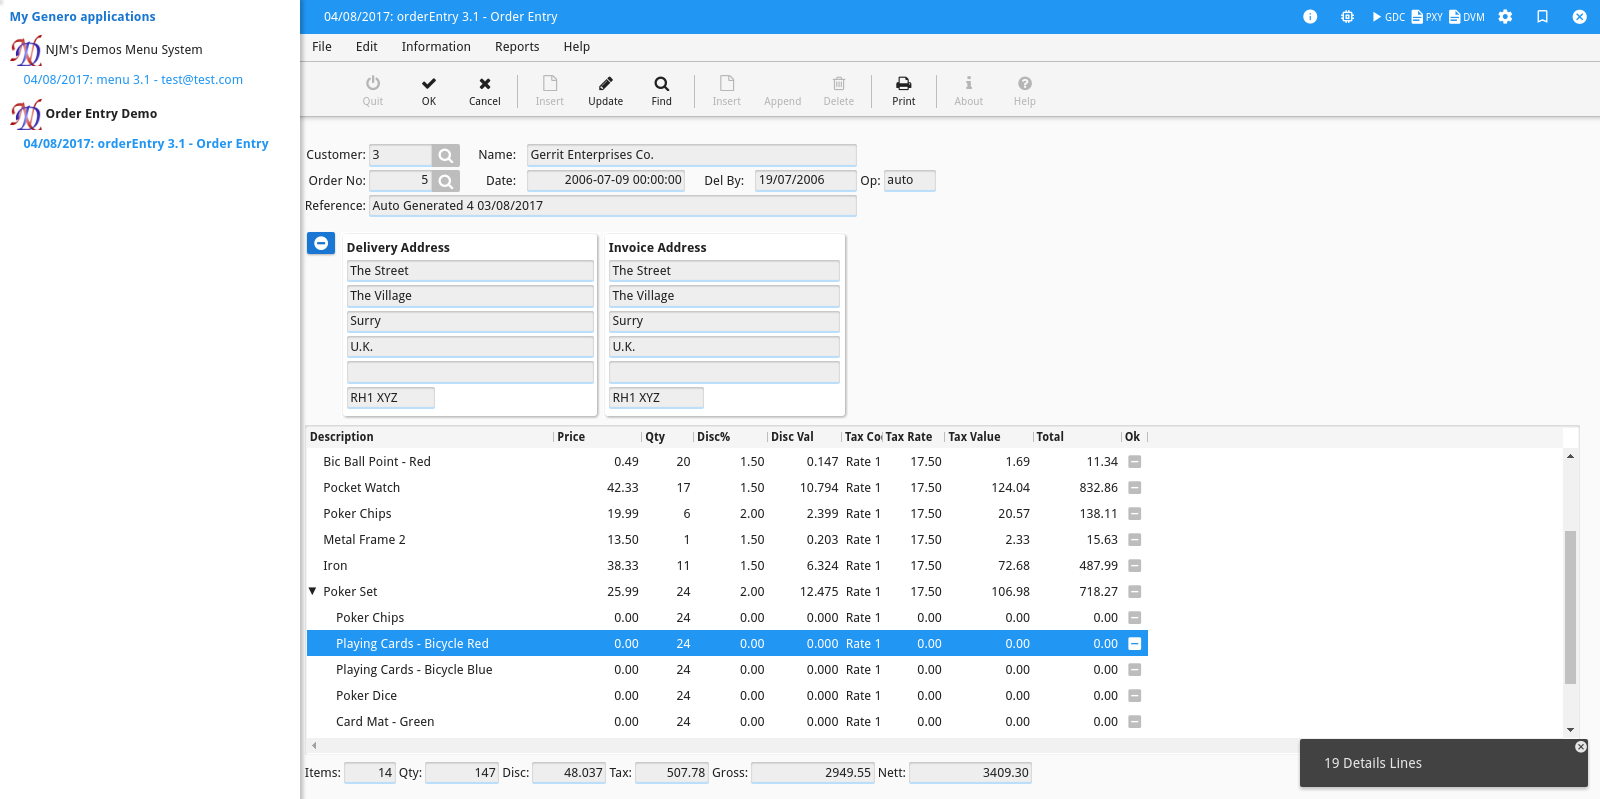 My Genero applications
NJM's Demos Menu System
04/08/2017: menu 3.1 - test@test.com
Order Entry Demo
04/08/2017: orderEntry 3.1 - Order Entry
04/08/2017: orderEntry 3.1 - Order Entry GDC PXY DVM
File Edit Information Reports Help
Quit OK Cancel Insert Update Find Insert Append Delete Print About Help
Customer: 3 Name: Gerrit Enterprises Co.
Order No: 5 Date: 2006-07-09 00:00:00 Del By: 19/07/2006 Op: auto
Reference: Auto Generated 4 03/08/2017
Delivery Address Invoice Address
The Street The Street
The Village The Village
Surry Surry
U.K. U.K.
RH1 XYZ RH1 XYZ
Description Price Qty Disc% Disc Val Tax Co Tax Rate Tax Value Total Ok
Bic Ball Point - Red 0.49 20 1.50 0.147 Rate 1 17.50 1.69 11.34
Pocket Watch 42.33 17 1.50 10.794 Rate 1 17.50 124.04 832.86
Poker Chips 19.99 6 2.00 2.399 Rate 1 17.50 20.57 138.11
Metal Frame 2 13.50 1 1.50 0.203 Rate 1 17.50 2.33 15.63
Iron 38.33 11 1.50 6.324 Rate 1 17.50 72.68 487.99
Poker Set 25.99 24 2.00 12.475 Rate 1 17.50 106.98 718.27
Poker Chips 0.00 24 0.00 0.000 Rate 1 0.00 0.00 0.00
Playing Cards - Bicycle Red 0.00 24 0.00 0.000 Rate 1 0.00 0.00 0.00
Playing Cards - Bicycle Blue 0.00 24 0.00 0.000 Rate 1 0.00 0.00 0.00
Poker Dice 0.00 24 0.00 0.000 Rate 1 0.00 0.00 0.00
Card Mat - Green 0.00 24 0.00 0.000 Rate 1 0.00 0.00 0.00
Items: 14 Qty: 147 Disc: 48.037 Tax: 507.78 Gross: 2949.55 Nett: 3409.30
19 Details Lines